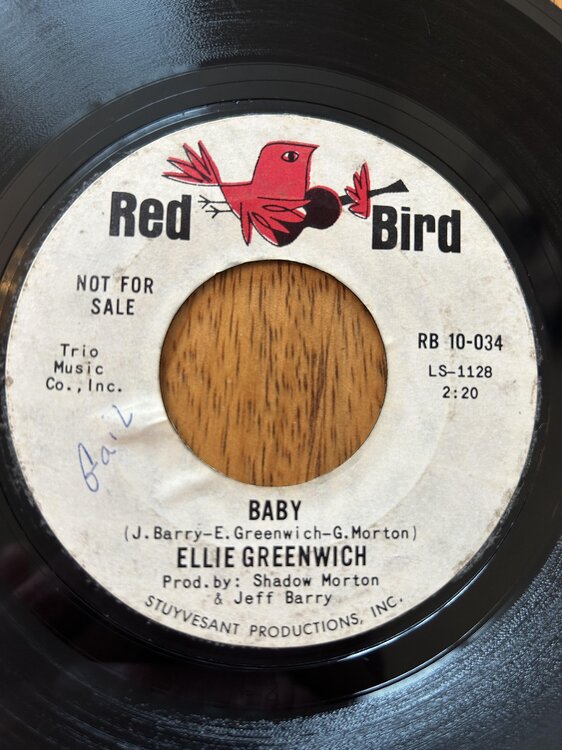 Red Bird
NOT FOR
SALE
RB 10-034
LS-1128
2:20
Trio
Music
Co.,Inc.
Gail
BABY
(J.Barry-E.Greenwich-G.Morton)
ELLIE GREENWICH
Prod.by: Shadow Morton
& Jeff Barry
STUYVESANT PRODUCTIONS, INC.